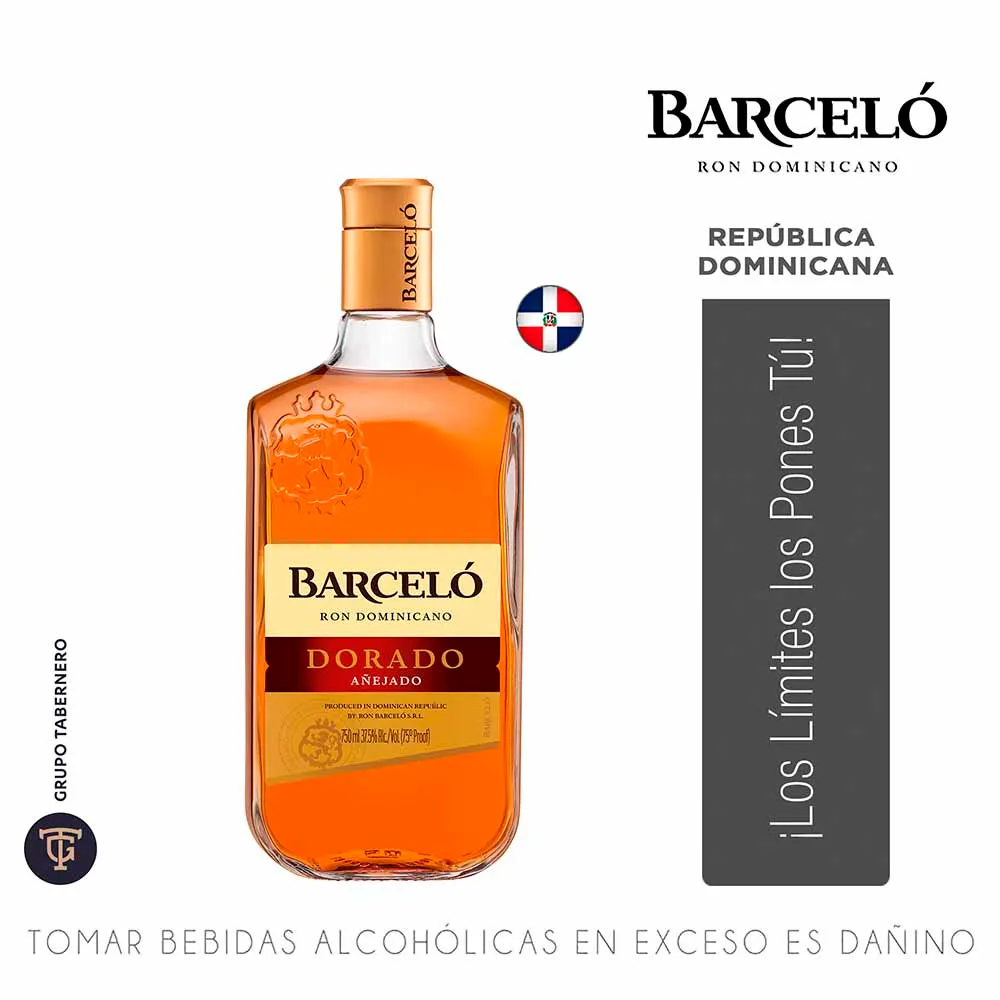 BARCELÓ
RON DOMINICANO
REPÚBLICA
DOMINICANA
¡Los Límites los Pones Tú!
BARCELÓ
BARCELÓ
RON DOMINICANO
DORADO
AÑEJADO
PRODUCED IN DOMINICAN REPUBLIC
BY: RON BARCELÓ S.R.L.
750 ml 37.5% Alc./Vol. (75° Proof)
BARCELÓ
GRUPO TABERNERO
TG
TOMAR BEBIDAS ALCOHÓLICAS EN EXCESO ES DAÑINO